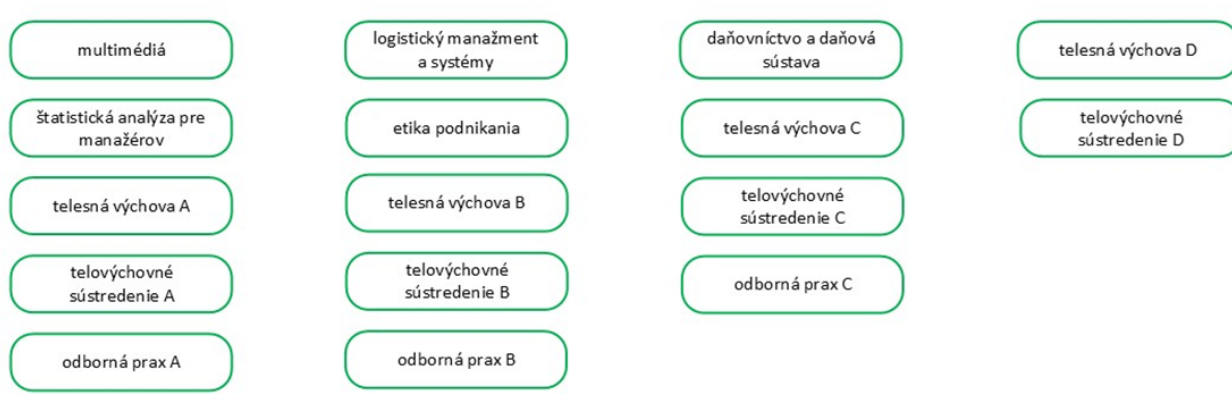 multimédiá
štatistická analýza pre
manažérov
telesná výchova A
telovýchovné
sústredenie A
odborná prax A
logistický manažment
a systémy
etika podnikania
telesná výchova B
telovýchovné
sústredenie B
odborná prax B
daňovníctvo a daňová
sústava
telesná výchova C
telovýchovné
sústredenie C
odborná prax C
telesná výchova D
telovýchovné
sústredenie D